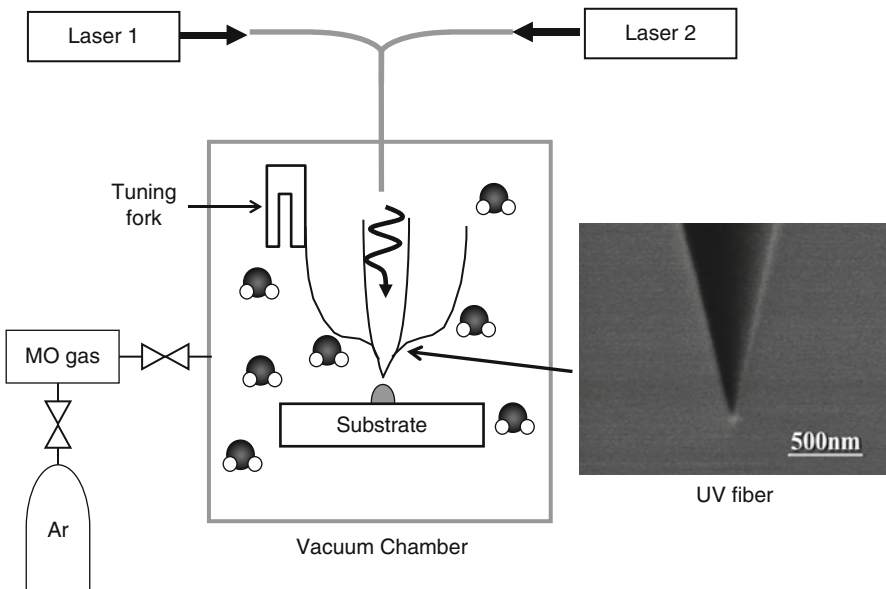 Laser 1
Laser 2
Tuning
fork
MO gas
Substrate
500nm
UV fiber
Ar
Vacuum Chamber